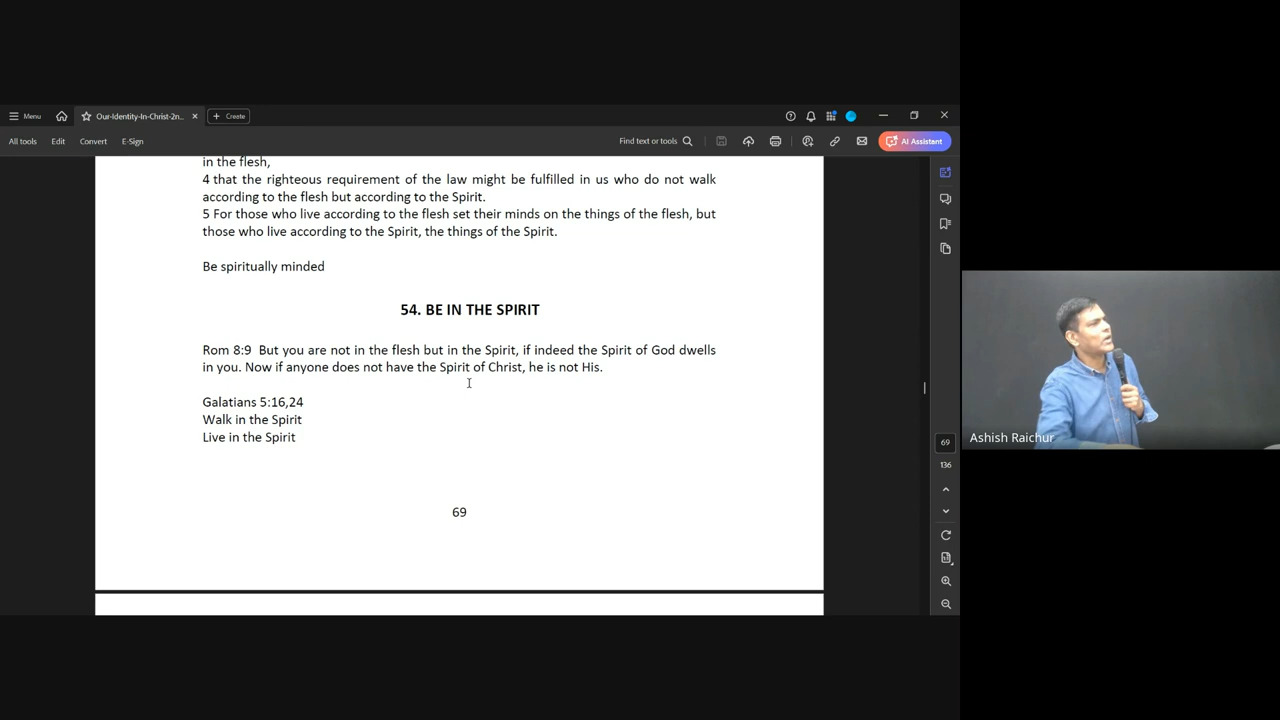 Menu
Our-Identity-In-Christ-2n...
Create
All tools
Edit
Convert
E-Sign
Find text or tools
AI Assistant
in the flesh,
4 that the righteous requirement of the law might be fulfilled in us who do not walk
according to the flesh but according to the Spirit.
5 For those who live according to the flesh set their minds on the things of the flesh, but
those who live according to the Spirit, the things of the Spirit.
Be spiritually minded
54. BE IN THE SPIRIT
Rom 8:9 But you are not in the flesh but in the Spirit, if indeed the Spirit of God dwells
in you. Now if anyone does not have the Spirit of Christ, he is not His.
Galatians 5:16,24
Walk in the Spirit
Live in the Spirit
69
69
136
Ashish Raichur